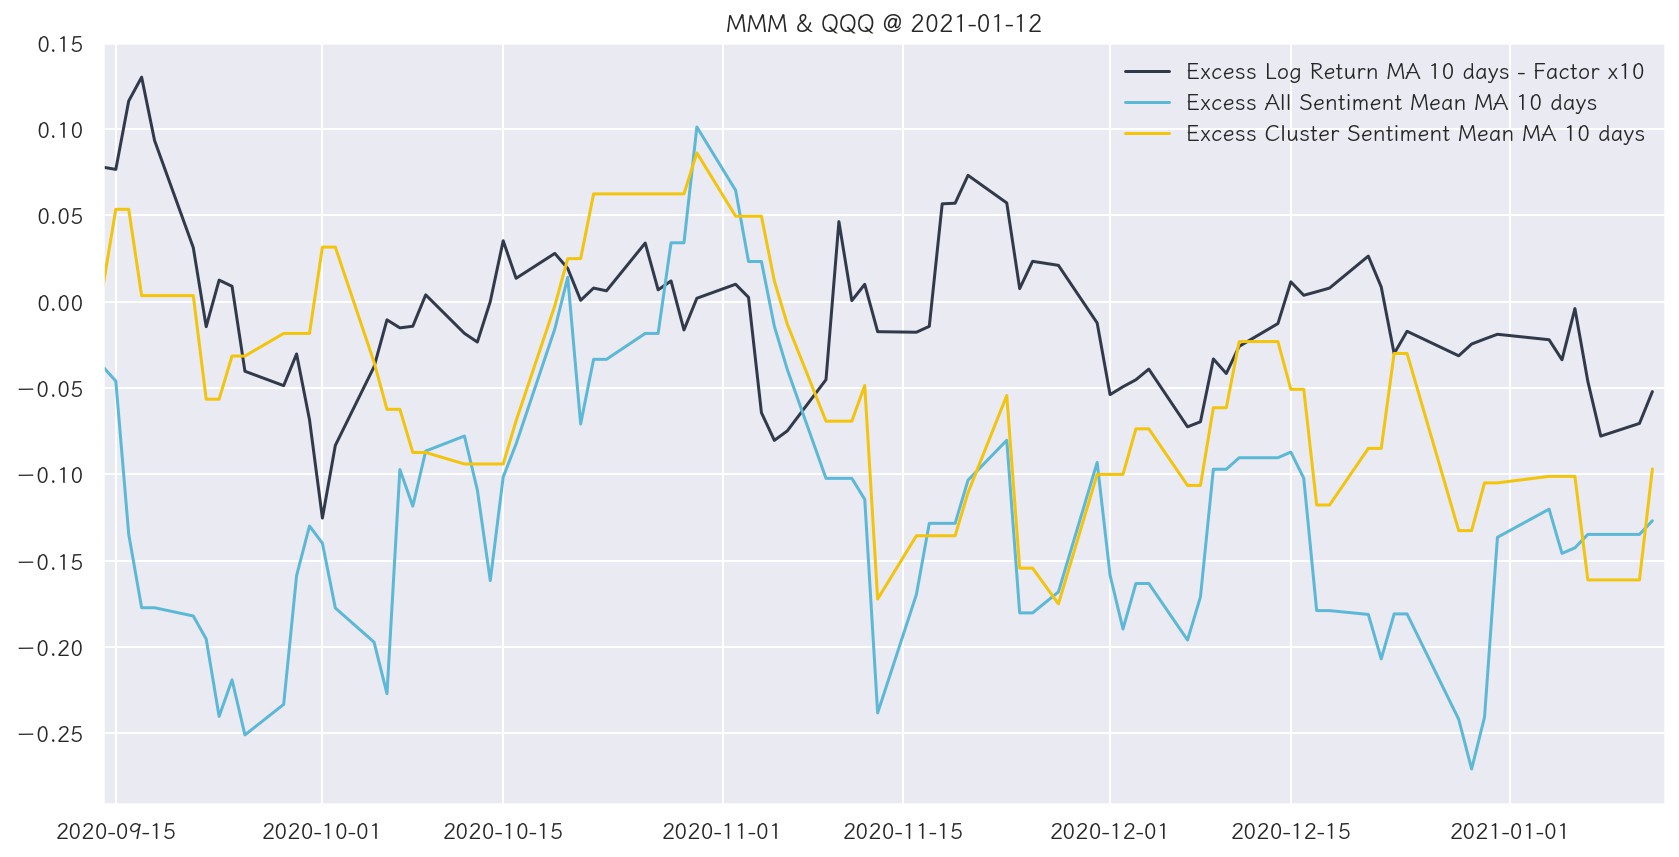 MMM & QQQ @ 2021-01-12
Excess Log Return MA 10 days - Factor x10
Excess All Sentiment Mean MA 10 days
Excess Cluster Sentiment Mean MA 10 days
0.15
0.10
0.05
0.00
−0.05
−0.10
−0.15
−0.20
−0.25
2020-09-15 2020-10-01 2020-10-15 2020-11-01 2020-11-15 2020-12-01 2020-12-15 2021-01-01